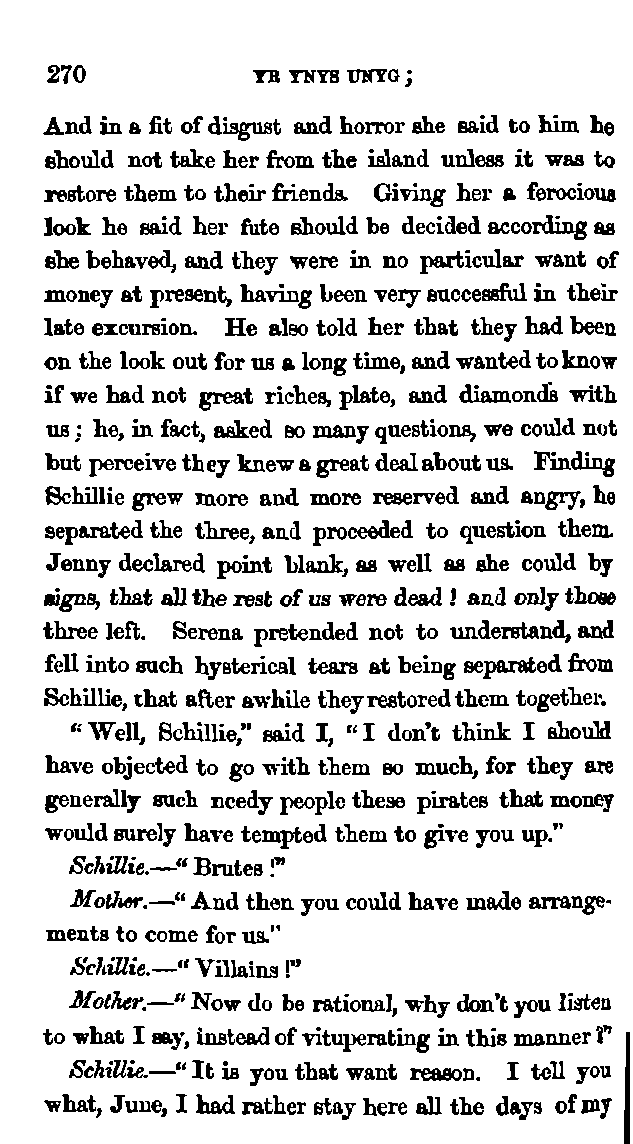 270 YR YNYS UNYG;
And in a fit of disgust and horror she said to him he
should not take her from the island unless it was to
restore them to their friends. Giving her a ferocious
look he said her fate should be decided according as
she behaved, and they were in no particular want of
money at present, having been very successful in their
late excursion. He also told her that they had been
on the look out for us a long time, and wanted to know
if we had not great riches, plate, and diamonds with
us; he, in fact, asked so many questions, we could not
but perceive they knew a great deal about us. Finding
Schillie grew more and more reserved and angry, he
separated the three, and proceeded to question them.
Jenny declared point blank, as well as she could by
signs, that all the rest of us were dead! and only those
three left. Serena pretended not to understand, and
fell into such hysterical tears at being separated from
Schillie, that after awhile they restored them together.
"Well, Schillie," said I, "I don't think I should
have objected to go with them so much, for they are
generally such needy people these pirates that money
would surely have tempted them to give you up."
Schillie.—"Brutes!"
Mother.—"And then you could have made arrange-
ments to come for us."
Schillie.—"Villains!"
Mother.—"Now do be rational, why don't you listen
to what I say, instead of vituperating in this manner?"
Schillie.—"It is you that want reason. I tell you
what, June, I had rather stay here all the days of my